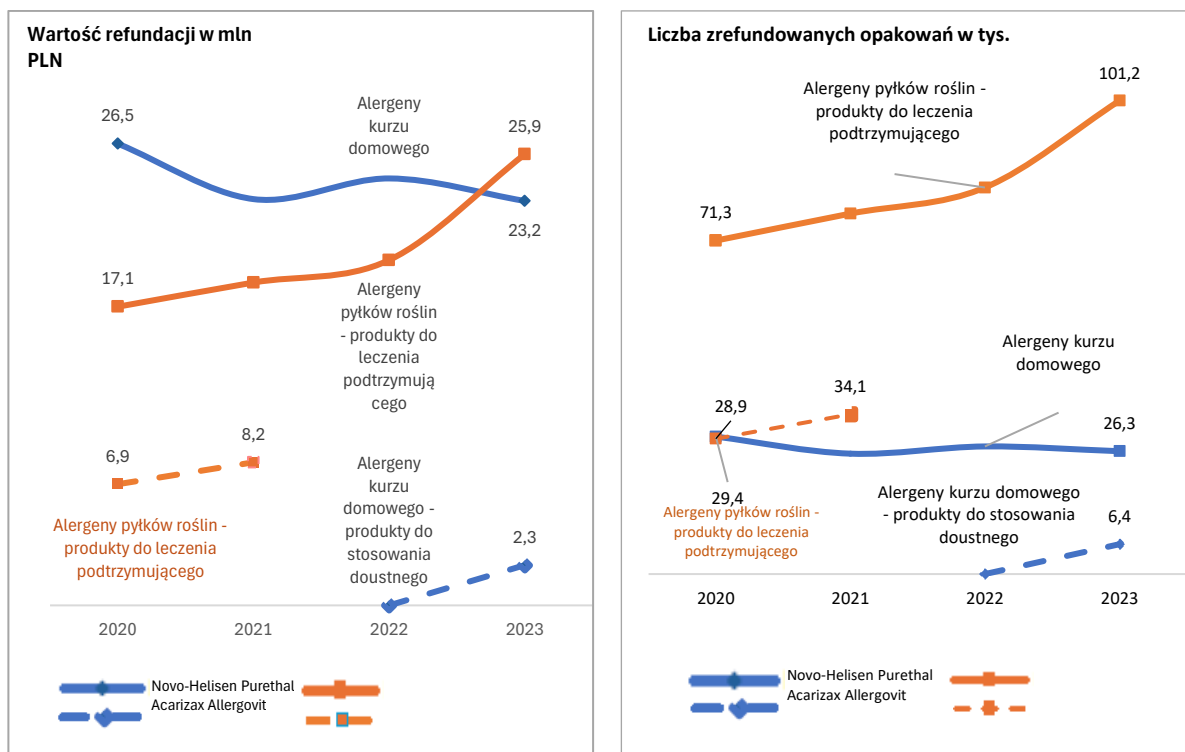 Wartość refundacji w mln
PLN
26,5
Alergeny
kurzu
domowego
25,9
23,2
17,1
Alergeny
pyłków roślin
- produkty do
leczenia
podtrzymują
cego
6,9
8,2
Alergeny pyłków roślin -
produkty do leczenia
podtrzymującego
Alergeny
kurzu
domowego -
produkty do
stosowania
doustnego
2,3
2020 2021 2022 2023
Novo-Helisen Purethal
Acarizax Allergovit
Liczba zrefundowanych opakowań w tys.
101,2
Alergeny pyłków roślin -
produkty do leczenia
podtrzymującego
71,3
Alergeny kurzu
domowego
28,9
34,1
26,3
29,4
Alergeny pyłków roślin -
produkty do leczenia
podtrzymującego
Alergeny kurzu domowego
- produkty do stosowania
doustnego
6,4
2020 2021 2022 2023
Novo-Helisen Purethal
Acarizax Allergovit